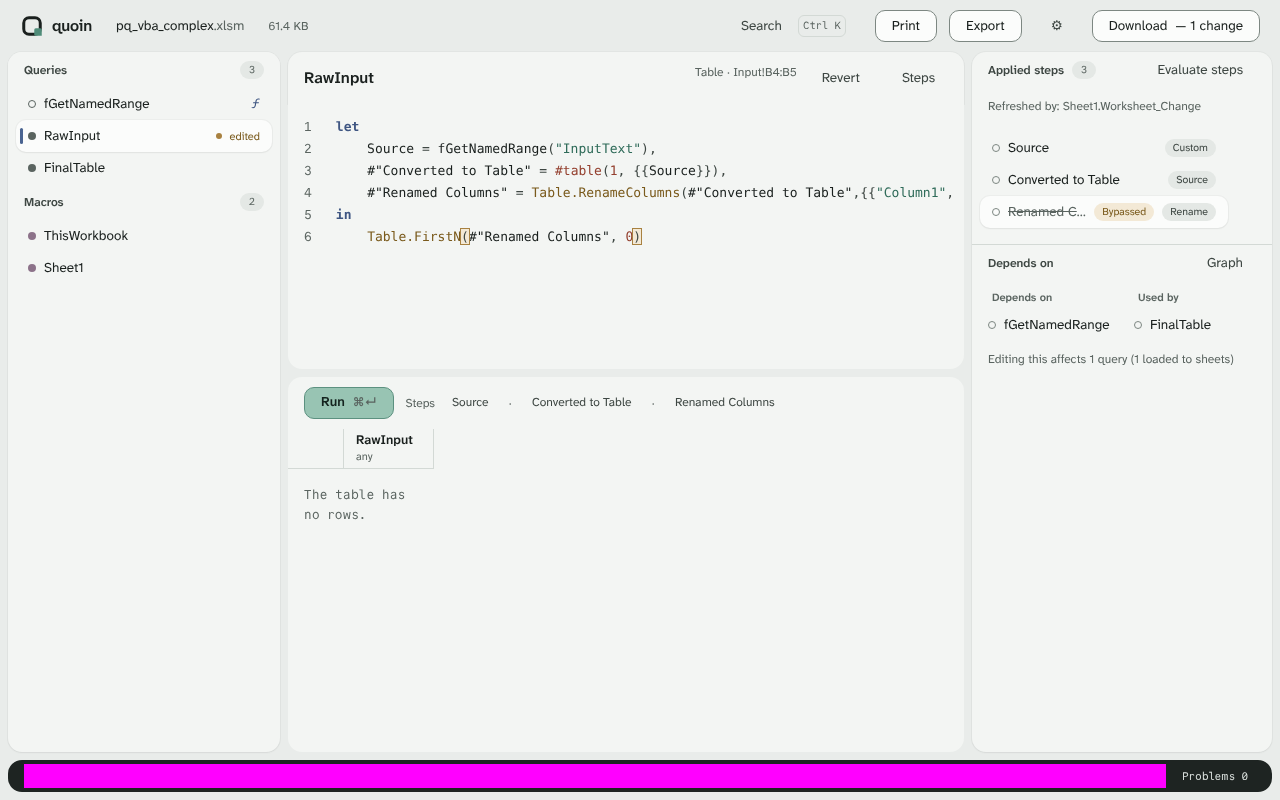 quoin
pq_vba_complex.xlsm
61.4 KB
Search
Ctrl K
Print
Export
⚙
Download — 1 change
Queries
3
fGetNamedRange
ƒ
RawInput
edited
FinalTable
Macros
2
ThisWorkbook
Sheet1
RawInput
Table · Input!B4:B5
Revert
Steps
1 let
2 Source = fGetNamedRange("InputText"),
3 #"Converted to Table" = #table(1, {{Source}}),
4 #"Renamed Columns" = Table.RenameColumns(#"Converted to Table",{{"Column1",
5 in
6 Table.FirstN(#"Renamed Columns", 0)
Run ⌘↵
Steps
Source · Converted to Table · Renamed Columns
RawInput
any
The table has
no rows.
Applied steps
3
Evaluate steps
Refreshed by: Sheet1.Worksheet_Change
Source
Custom
Converted to Table
Source
Renamed C…
Bypassed
Rename
Depends on
Graph
Depends on
Used by
fGetNamedRange
FinalTable
Editing this affects 1 query (1 loaded to sheets)
Problems 0